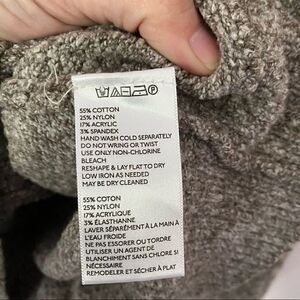 55% COTTON
25% NYLON
17% ACRYLIC
3% SPANDEX
HAND WASH COLD SEPARATELY
DO NOT WRING OR TWIST
USE ONLY NON-CHLORINE
BLEACH
RESHAPE & LAY FLAT TO DRY
LOW IRON AS NEEDED
MAY BE DRY CLEANED
55% COTON
25% NYLON
17% ACRYLIQUE
3% ÉLASTHANNE
LAVER SÉPARÉMENT À LA MAIN À
L'EAU FROIDE
NE PAS ESSORER OU TORDRE
UTILISER UN AGENT DE
BLANCHIMENT SANS CHLORE SI
NÉCESSAIRE
REMODELER ET SÉCHER À PLAT